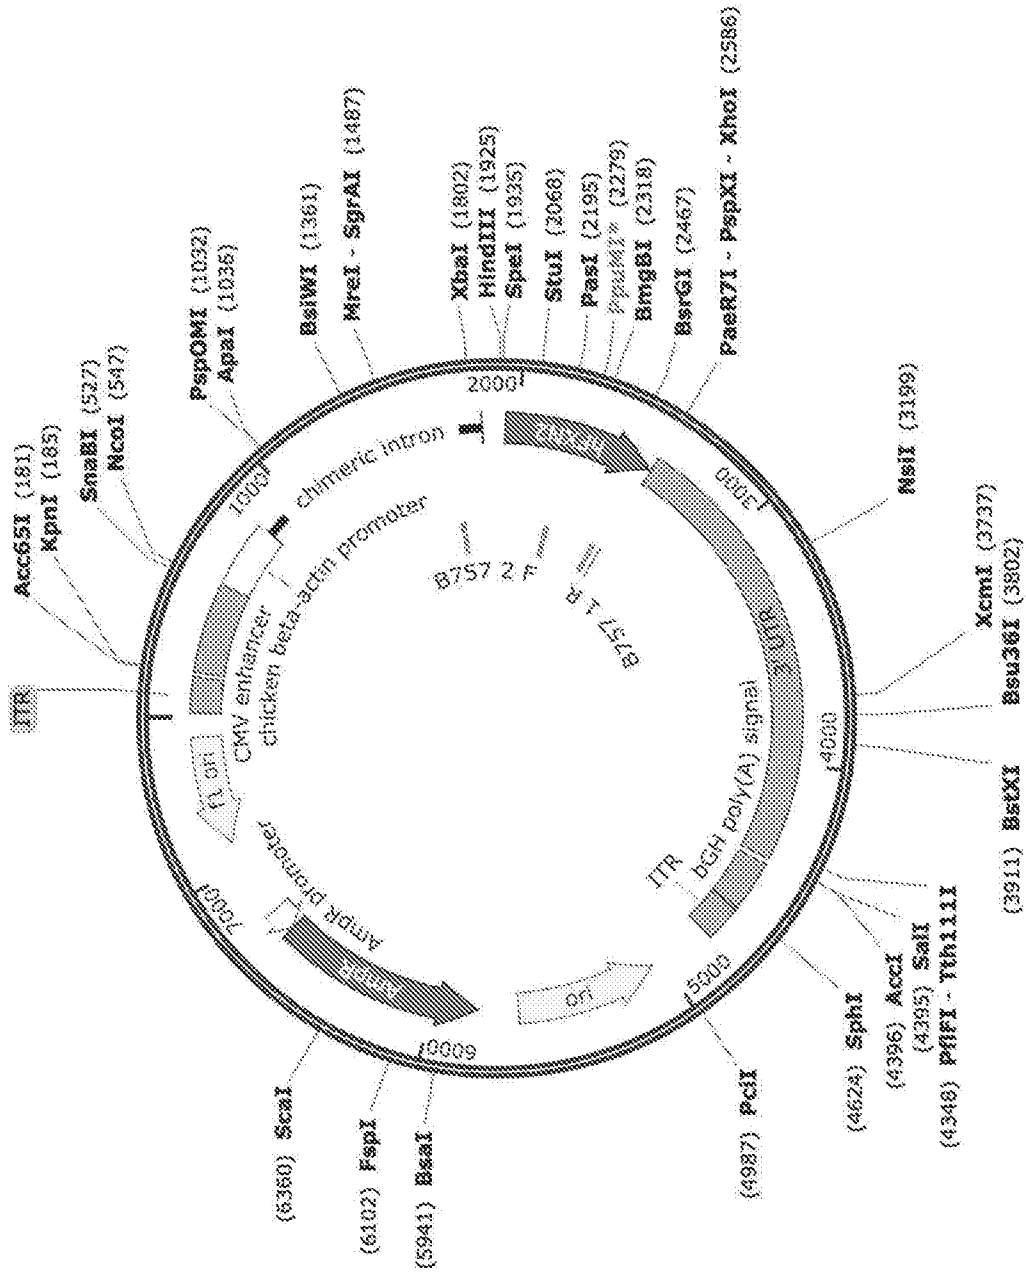 ITR
Acc65I (181)
KpnI (185)
SnaBI (527)
NcoI (547)
PspOMI (1032)
ApaI (1036)
BsiWI (1361)
MreI - SgrAI (1487)
XbaI (1802)
HindIII (1925)
SpeI (1935)
StuI (2068)
PasI (2195)
PpuMI* (2279)
BmgBI (2318)
BsrGI (2467)
PaeR7I - PspXI - XhoI (2586)
NsiI (3199)
XcmI (3737)
Bsu36I (3802)
(3911) BstXI
(4348) PflFI - Tth111I
(4395) SalI
(4396) AccI
(4624) SphI
(4987) PciI
(5941) BsaI
(6102) FspI
(6360) ScaI
1000
2000
3000
4000
5000
6000
7000
f1 ori
CMV enhancer
chicken beta-actin promoter
chimeric intron
B757 2 F
B757 1 R
3' UTR
bGH poly(A) signal
ITR
ori
AmpR
AmpR promoter